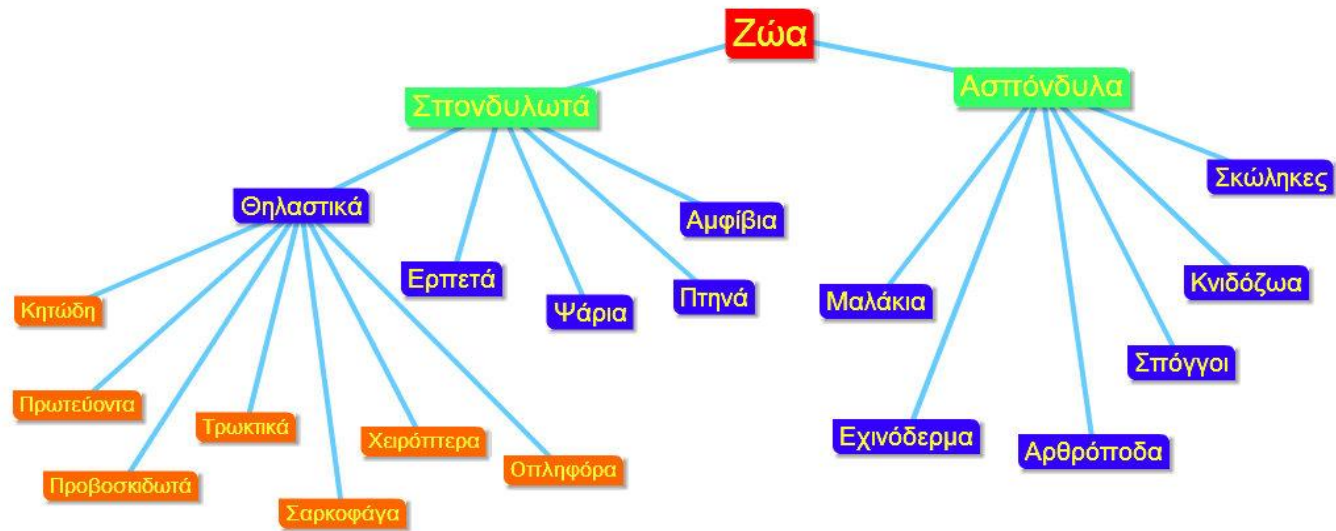 Ζώα
Σπονδυλωτά
Ασπόνδυλα
Θηλαστικά
Ερπετά
Ψάρια
Πτηνά
Αμφίβια
Κητώδη
Πρωτεύοντα
Προβοσκιδωτά
Τρωκτικά
Σαρκοφάγα
Χειρόπτερα
Οπληφόρα
Μαλάκια
Εχινόδερμα
Αρθρόποδα
Σπόγγοι
Κνιδόζωα
Σκώληκες